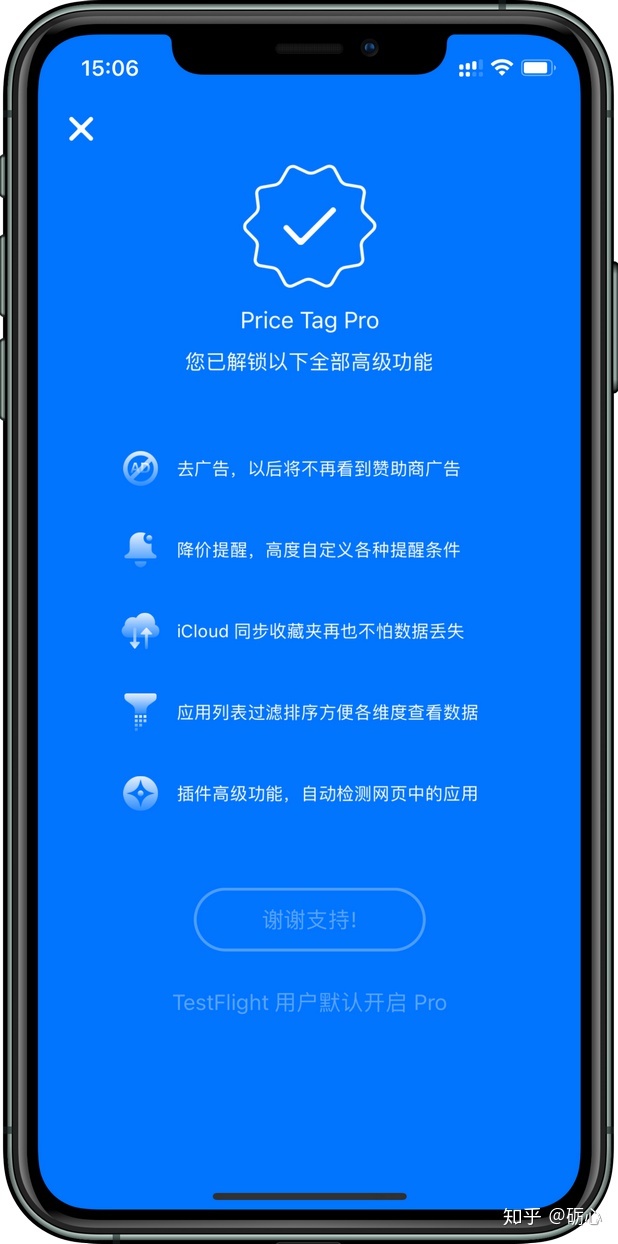 15:06
Price Tag Pro
您已解锁以下全部高级功能
AD
去广告，以后将不再看到赞助商广告
降价提醒，高度自定义各种提醒条件
iCloud 同步收藏夹再也不怕数据丢失
应用列表过滤排序方便各维度查看数据
插件高级功能，自动检测网页中的应用
谢谢支持!
TestFlight 用户默认开启 Pro
知乎 @砺心